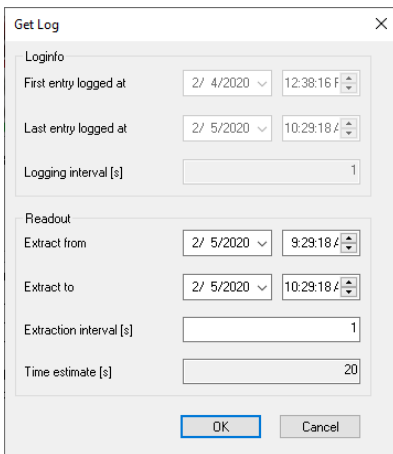 Get Log
Loginfo
First entry logged at 2/ 4/2020 12:38:16 F
Last entry logged at 2/ 5/2020 10:29:18 A
Logging interval [s] 1
Readout
Extract from 2/ 5/2020 9:29:18 A
Extract to 2/ 5/2020 10:29:18 A
Extraction interval [s] 1
Time estimate [s] 20
OK Cancel